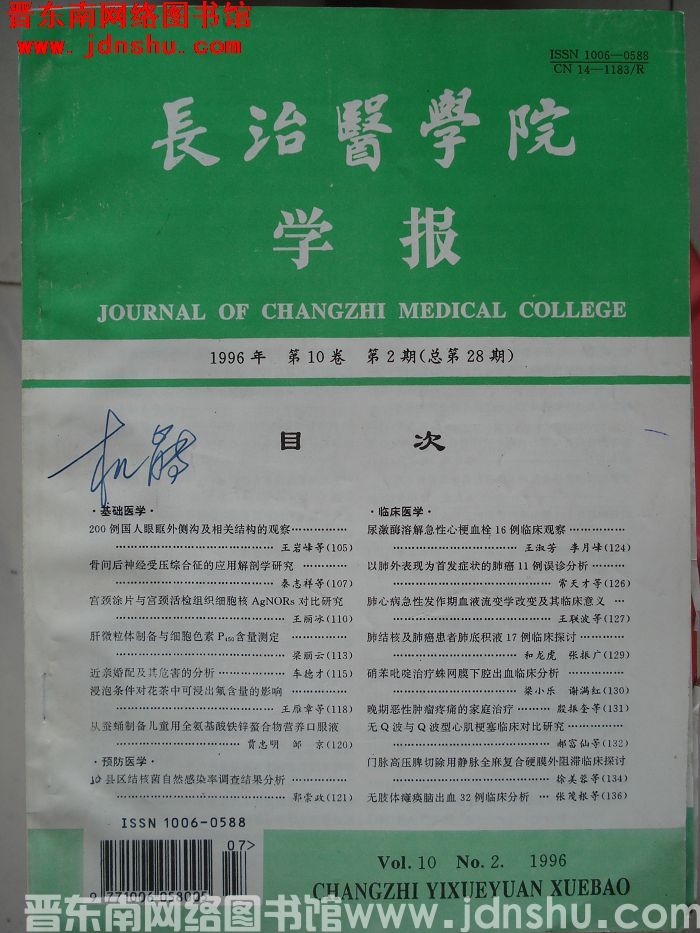 晋东南网络图书馆
www.jdnshu.com
ISSN 1006—0588
CN 14—1183/R
長治醫學院
学报
JOURNAL OF CHANGZHI MEDICAL COLLEGE
1996年 第10卷 第2期(总第28期)
目次
·基础医学·
200例国人眼眶外侧沟及相关结构的观察……………
……………………………………王岩峰等(105)
骨间后神经受压综合征的应用解剖学研究 …………
……………………………………秦志祥等(107)
宫颈涂片与宫颈活检组织细胞核AgNORs对比研究
……………………………………王丽冰(110)
肝微粒体制备与细胞色素P₄₅₀含量测定 ……………
……………………………………梁丽云(113)
近亲婚配及其危害的分析……………车德才(115)
浸泡条件对花茶中可浸出氟含量的影响 ……………
……………………………………王雁章等(118)
从蚕蛹制备儿童用全氨基酸铁锌螯合物营养口服液
………………………………贾志明 邹京(120)
·预防医学·
10县区结核菌自然感染率调查结果分析……………
……………………………………郭崇政(121)
·临床医学·
尿激酶溶解急性心梗血栓16例临床观察……………
………………………………王淑芳 李月峰(124)
以肺外表现为首发症状的肺癌11例误诊分析………
……………………………………常天才等(126)
肺心病急性发作期血液流变学改变及其临床意义 …
……………………………………王联波等(127)
肺结核及肺癌患者肺底积液17例临床探讨…………
………………………………和龙虎 张振广(129)
硝苯吡啶治疗蛛网膜下腔出血临床分析 ……………
………………………………梁小乐 谢满红(130)
晚期恶性肿瘤疼痛的家庭治疗………殷振全等(131)
无Q波与Q波型心肌梗塞临床对比研究……………
……………………………………郝富仙等(132)
门脉高压脾切除用静脉全麻复合硬膜外阻滞临床探讨
……………………………………徐美蓉等(134)
无肢体瘫痪脑出血32例临床分析 …张茂根等(136)
ISSN 1006-0588
07>
9 771006 058005
Vol. 10 No. 2. 1996
CHANGZHI YIXUEYUAN XUEBAO
晋东南网络图书馆www.jdnshu.com